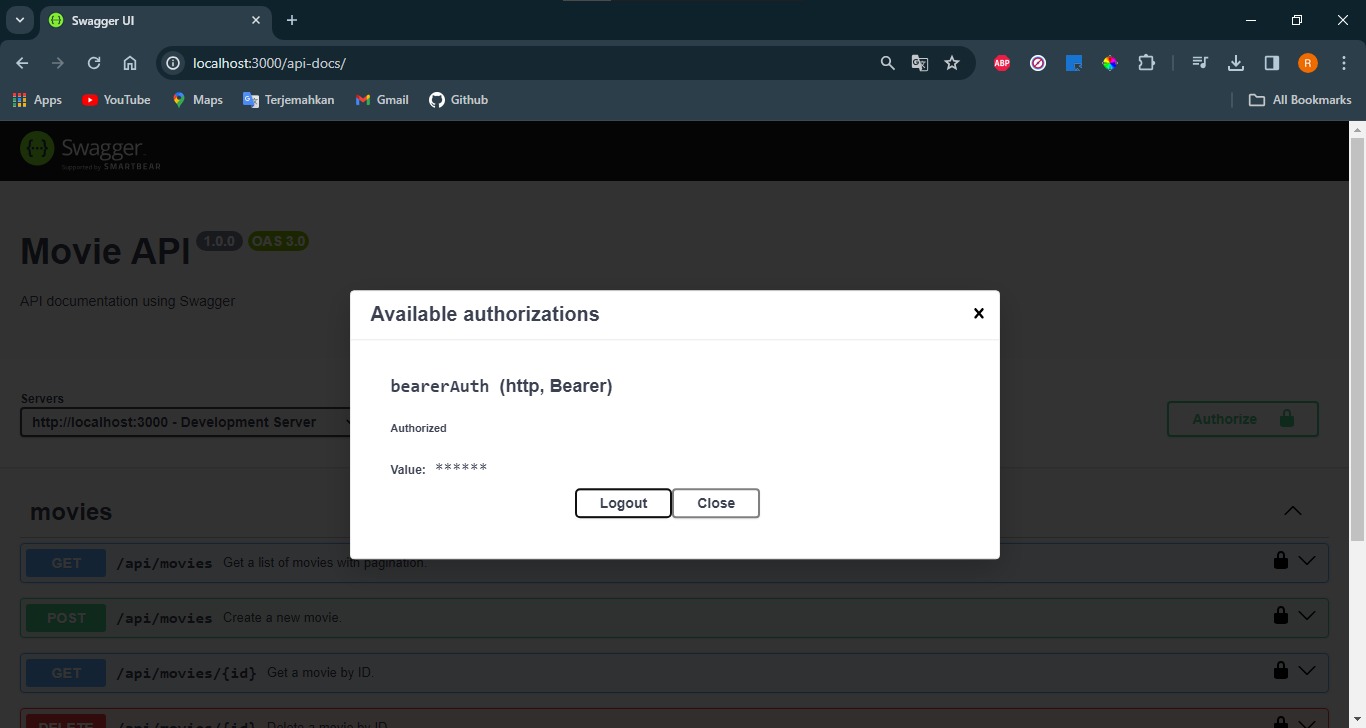 Swagger UI
localhost:3000/api-docs/
ABP
R
Apps
YouTube
Maps
Terjemahkan
Gmail
Github
All Bookmarks
Swagger.
Supported by SMARTBEAR
Movie API 1.0.0 OAS 3.0
API documentation using Swagger
Available authorizations
bearerAuth (http, Bearer)
Authorized
Value: ******
Logout
Close
Servers
http://localhost:3000 - Development Server
Authorize
movies
GET /api/movies Get a list of movies with pagination.
POST /api/movies Create a new movie.
GET /api/movies/{id} Get a movie by ID.
DELETE /api/movies/{id} Delete a movie by ID